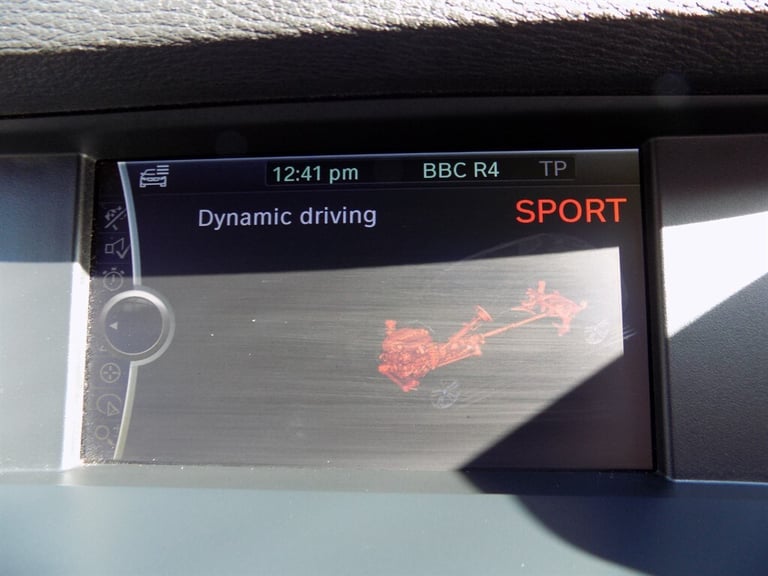 12:41 pm BBC R4 TP
Dynamic driving SPORT